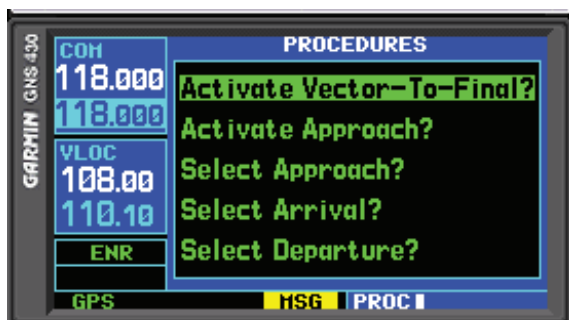 GARMIN GNS 430
COM
118.000
118.000
VLOC
108.00
110.10
ENR
GPS
PROCEDURES
Activate Vector-To-Final?
Activate Approach?
Select Approach?
Select Arrival?
Select Departure?
MSG PROC